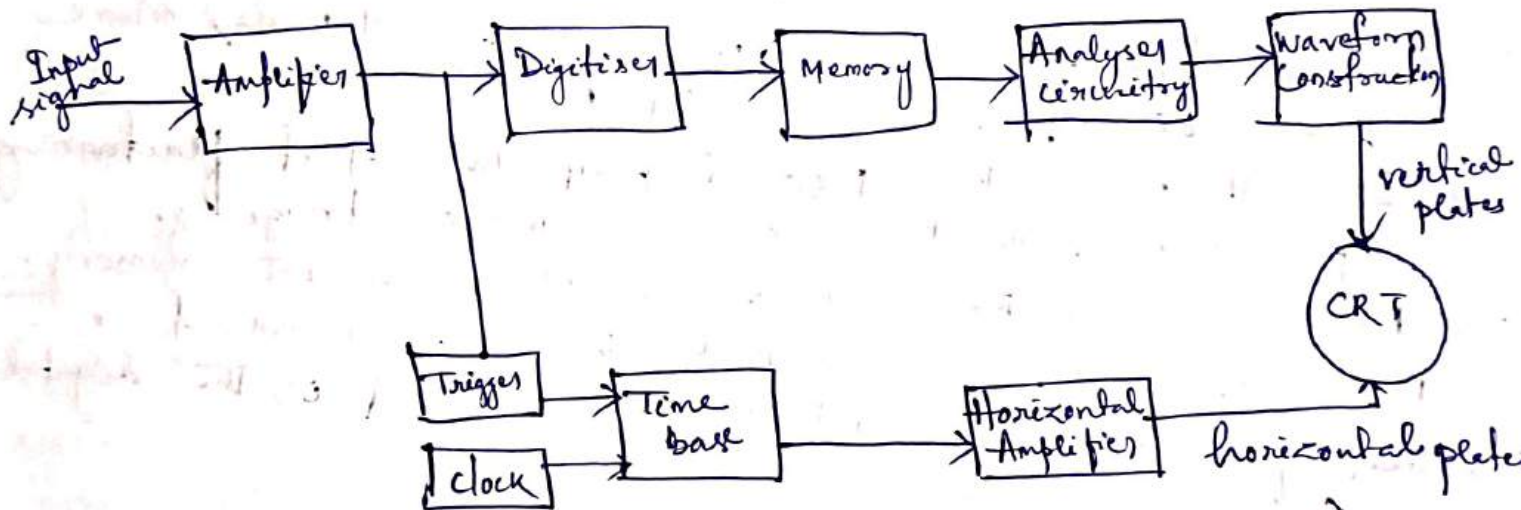 Input
signal
Amplifier
Digitiser
Memory
Analyser
circuitry
Waveform
Construction
vertical
plates
CRT
Trigger
Clock
Time
base
Horizontal
Amplifier
horizontal plate